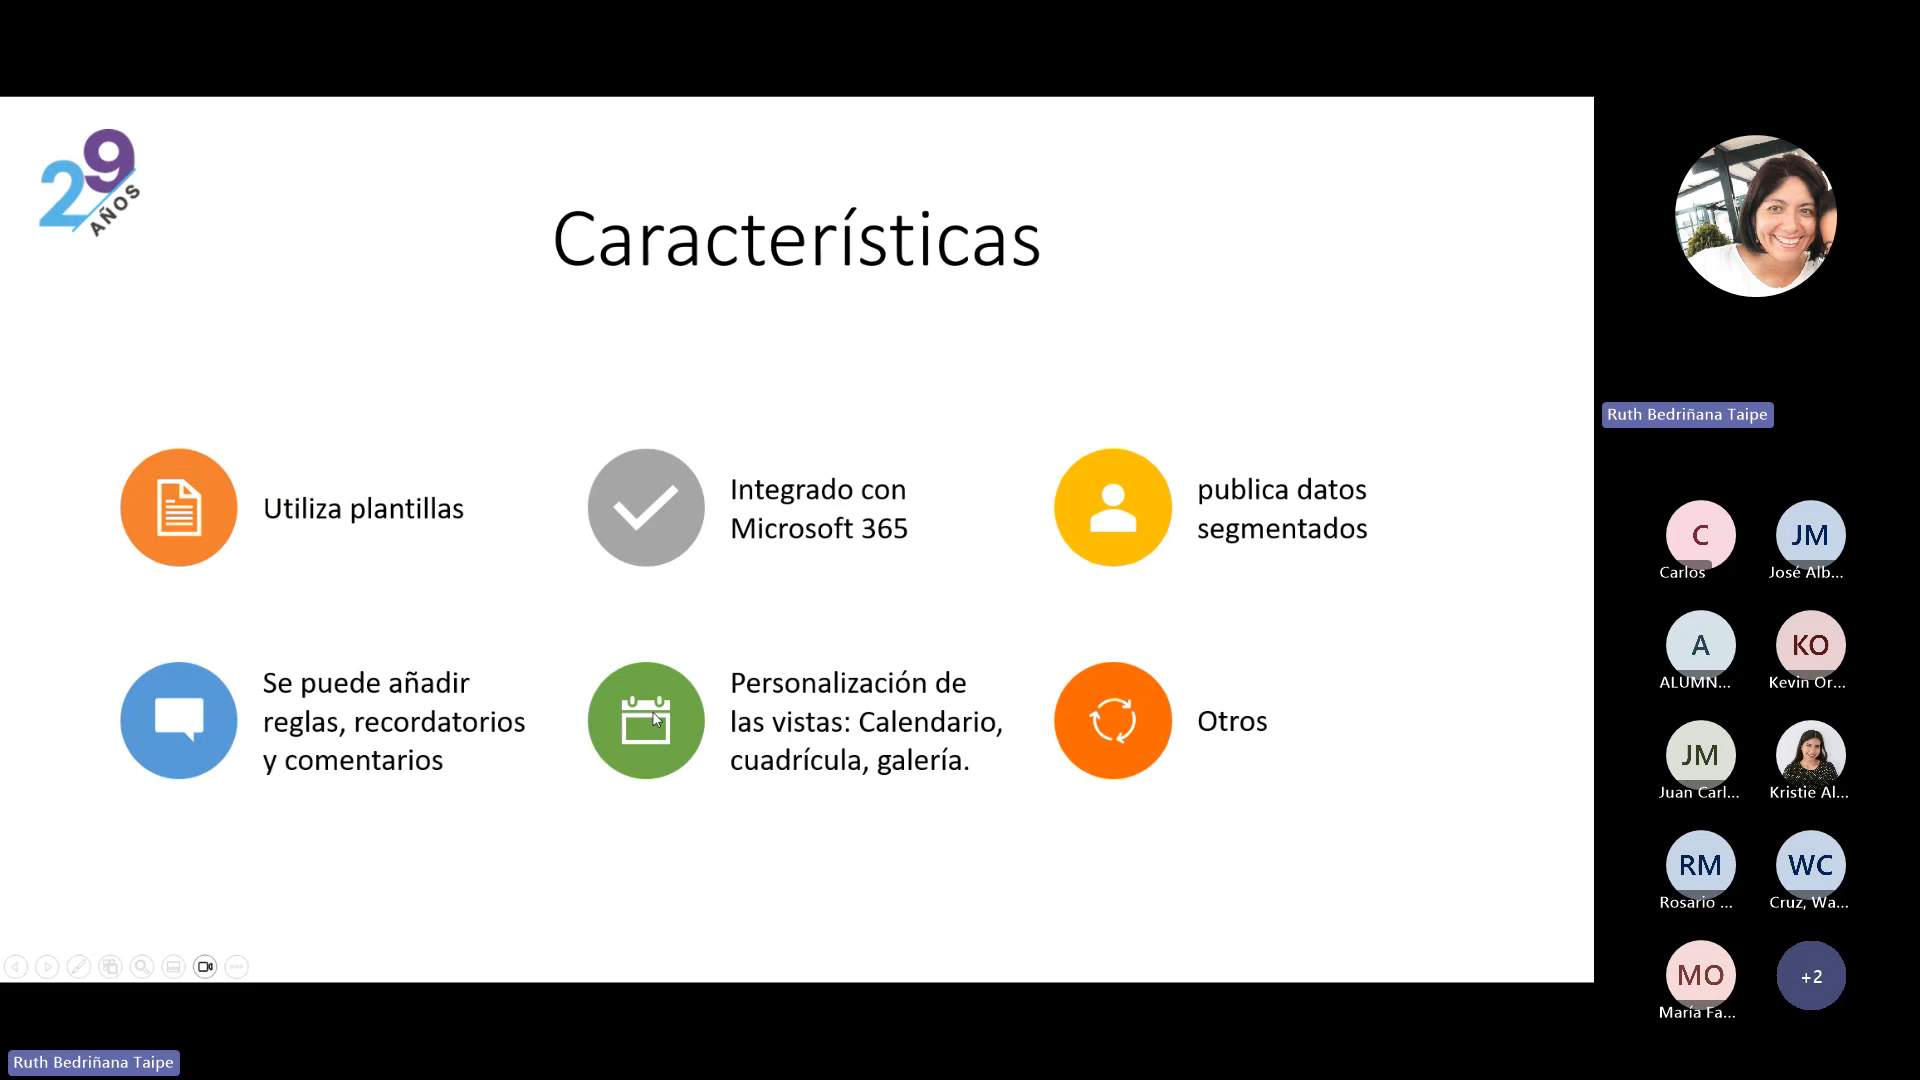 29
AÑOS
Características
Utiliza plantillas
Integrado con
Microsoft 365
publica datos
segmentados
Se puede añadir
reglas, recordatorios
y comentarios
Personalización de
las vistas: Calendario,
cuadrícula, galería.
Otros
Ruth Bedriñana Taipe
C
Carlos
JM
José Alb...
A
ALUMN...
KO
Kevin Or...
JM
Juan Carl...
Kristie Al...
RM
Rosario ...
WC
Cruz, Wa...
MO
María Fa...
+2
Ruth Bedriñana Taipe